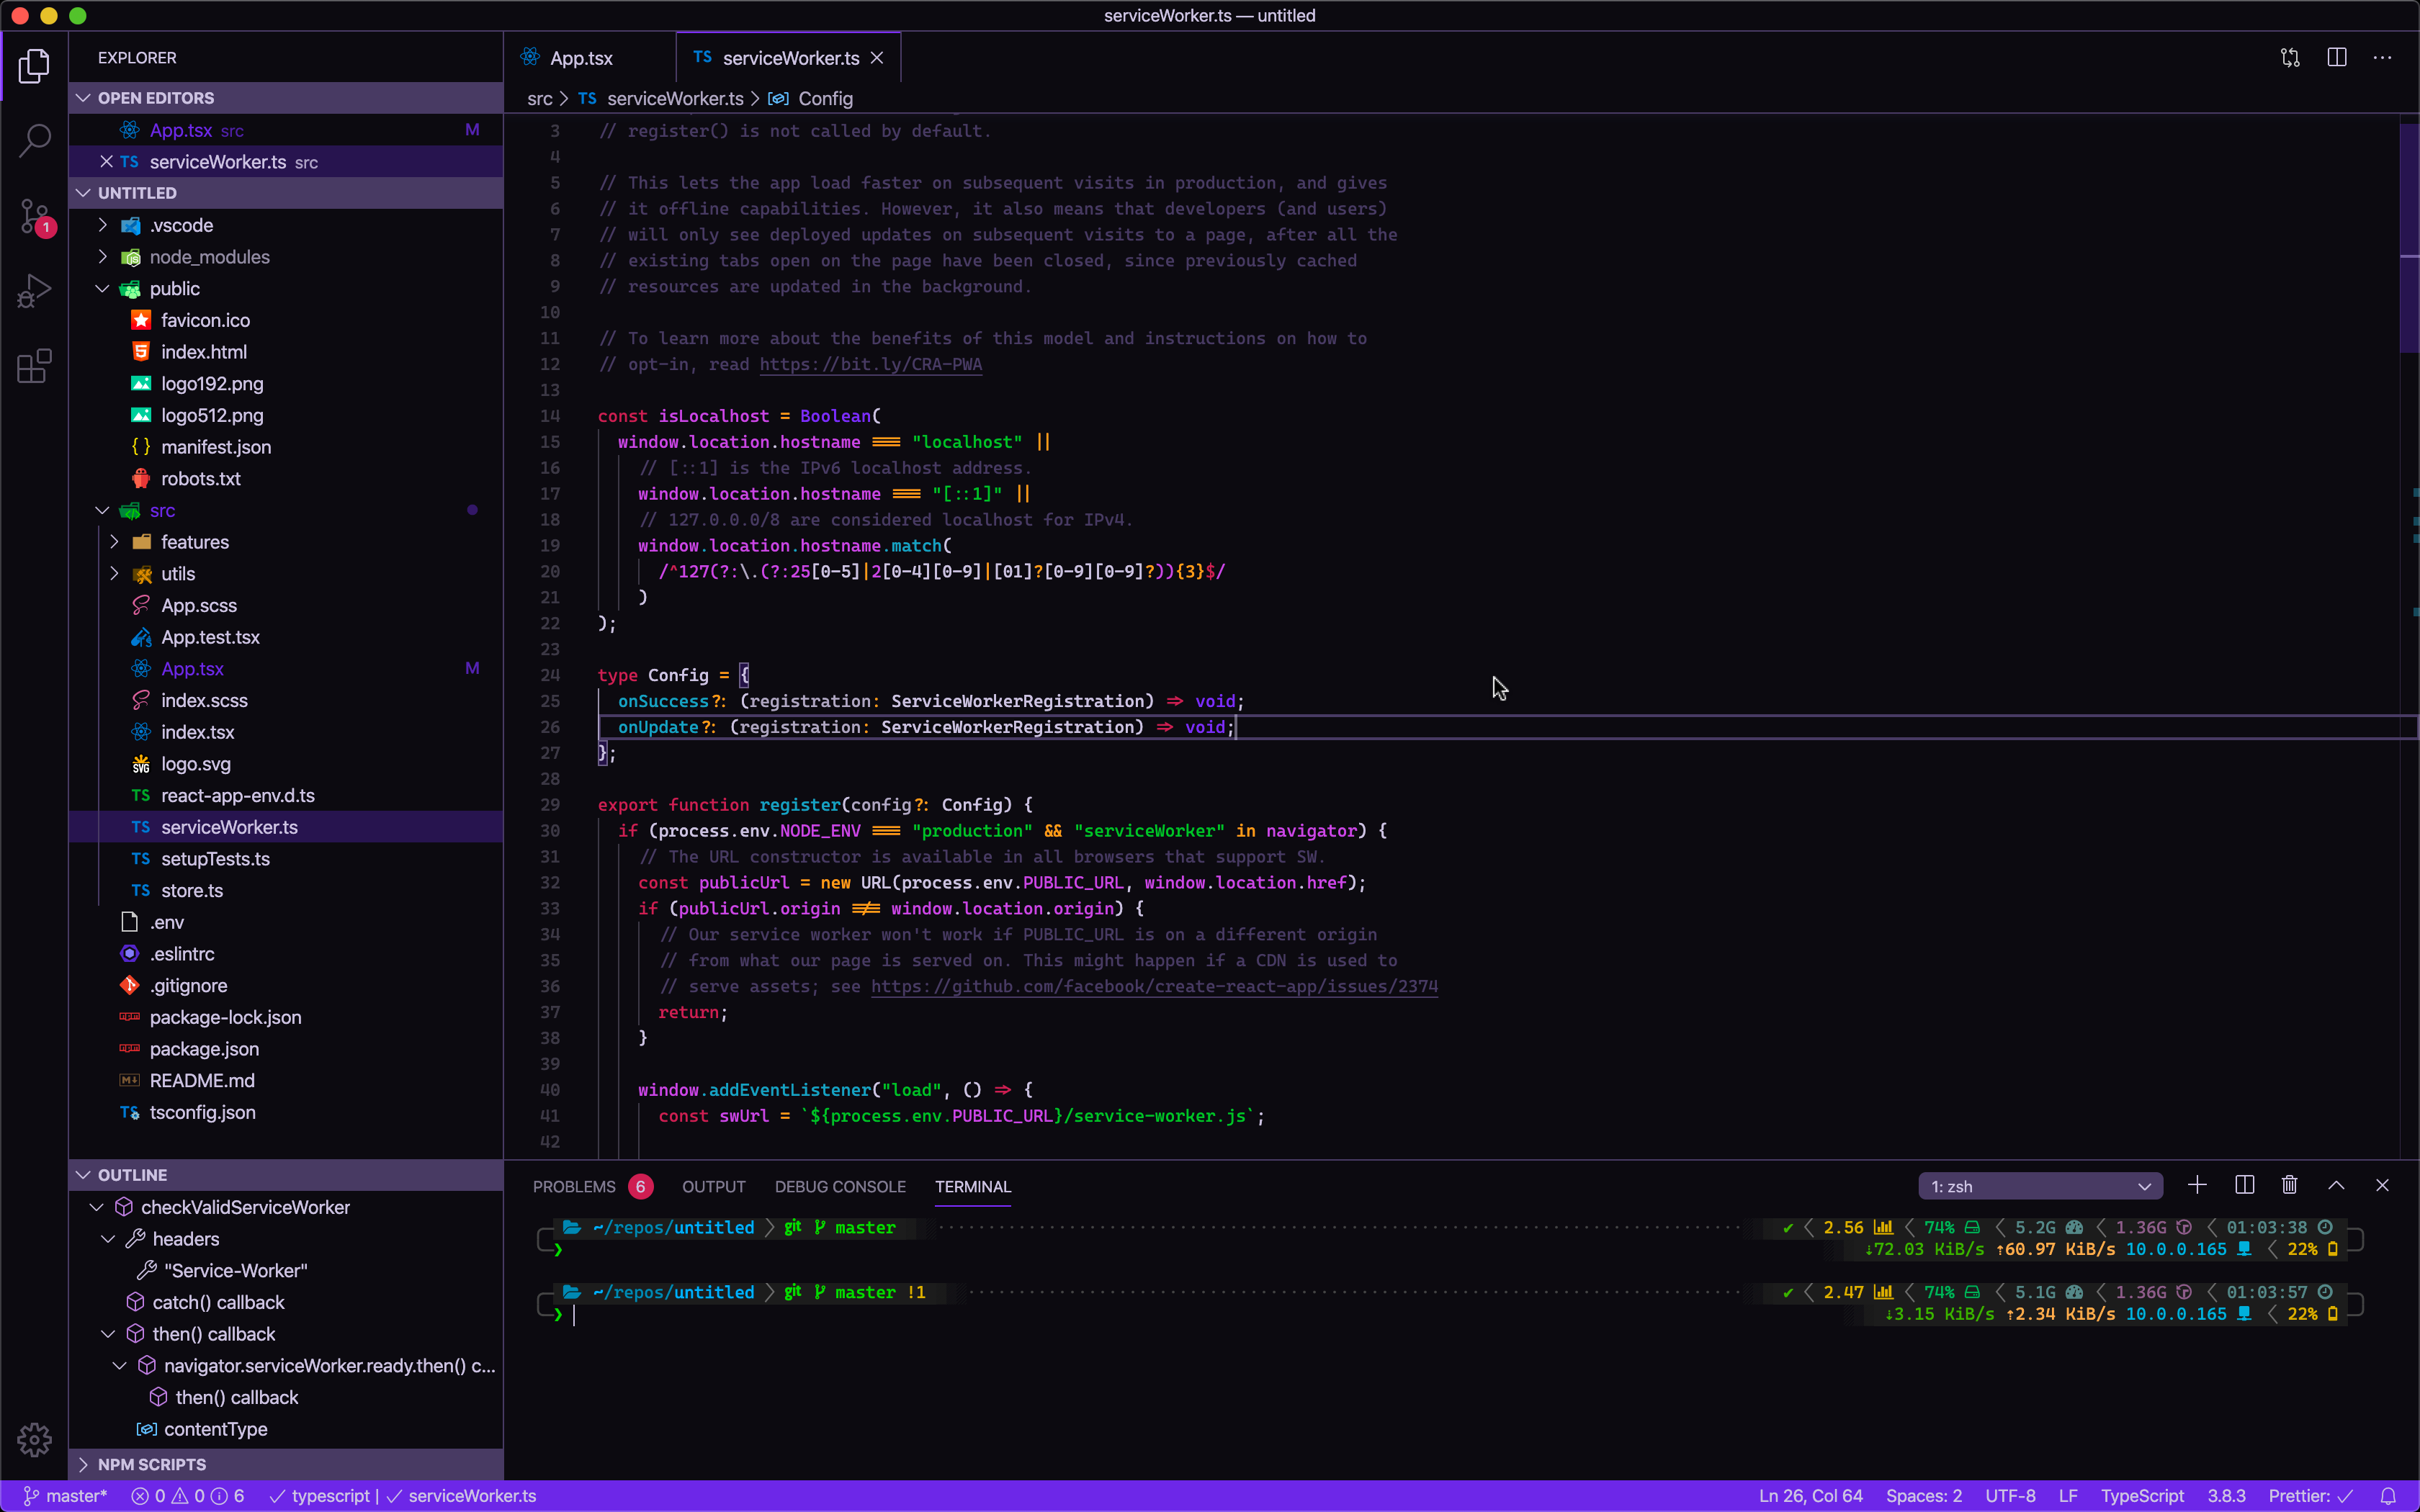 serviceWorker.ts — untitled
EXPLORER
OPEN EDITORS
App.tsx src M
TS serviceWorker.ts src
UNTITLED
.vscode
node_modules
public
favicon.ico
index.html
logo192.png
logo512.png
{} manifest.json
robots.txt
src
features
utils
App.scss
App.test.tsx
App.tsx M
index.scss
index.tsx
SVG logo.svg
TS react-app-env.d.ts
TS serviceWorker.ts
TS setupTests.ts
TS store.ts
.env
.eslintrc
.gitignore
package-lock.json
package.json
README.md
TS tsconfig.json
OUTLINE
checkValidServiceWorker
headers
"Service-Worker"
catch() callback
then() callback
navigator.serviceWorker.ready.then() c...
then() callback
contentType
NPM SCRIPTS
1
App.tsx
TS serviceWorker.ts
src > TS serviceWorker.ts > Config
3 // register() is not called by default.
4
5 // This lets the app load faster on subsequent visits in production, and gives
6 // it offline capabilities. However, it also means that developers (and users)
7 // will only see deployed updates on subsequent visits to a page, after all the
8 // existing tabs open on the page have been closed, since previously cached
9 // resources are updated in the background.
10
11 // To learn more about the benefits of this model and instructions on how to
12 // opt-in, read https://bit.ly/CRA-PWA
13
14 const isLocalhost = Boolean(
15 window.location.hostname === "localhost" ||
16 // [::1] is the IPv6 localhost address.
17 window.location.hostname === "[::1]" ||
18 // 127.0.0.0/8 are considered localhost for IPv4.
19 window.location.hostname.match(
20 /^127(?:\.(?:25[0-5]|2[0-4][0-9]|[01]?[0-9][0-9]?)){3}$/
21 )
22 );
23
24 type Config = {
25 onSuccess?: (registration: ServiceWorkerRegistration) => void;
26 onUpdate?: (registration: ServiceWorkerRegistration) => void;
27 };
28
29 export function register(config?: Config) {
30 if (process.env.NODE_ENV === "production" && "serviceWorker" in navigator) {
31 // The URL constructor is available in all browsers that support SW.
32 const publicUrl = new URL(process.env.PUBLIC_URL, window.location.href);
33 if (publicUrl.origin !== window.location.origin) {
34 // Our service worker won't work if PUBLIC_URL is on a different origin
35 // from what our page is served on. This might happen if a CDN is used to
36 // serve assets; see https://github.com/facebook/create-react-app/issues/2374
37 return;
38 }
39
40 window.addEventListener("load", () => {
41 const swUrl = `${process.env.PUBLIC_URL}/service-worker.js`;
42
PROBLEMS 6 OUTPUT DEBUG CONSOLE TERMINAL 1: zsh
~/repos/untitled > git master ✔ < 2.56 < 74% < 5.2G < 1.36G < 01:03:38
❯ ↓72.03 KiB/s ↑60.97 KiB/s 10.0.0.165 < 22%
~/repos/untitled > git master !1 ✔ < 2.47 < 74% < 5.1G < 1.36G < 01:03:57
❯ ↓3.15 KiB/s ↑2.34 KiB/s 10.0.0.165 < 22%
master* 0 0 6 ✓ typescript | ✓ serviceWorker.ts Ln 26, Col 64 Spaces: 2 UTF-8 LF TypeScript 3.8.3 Prettier: ✓